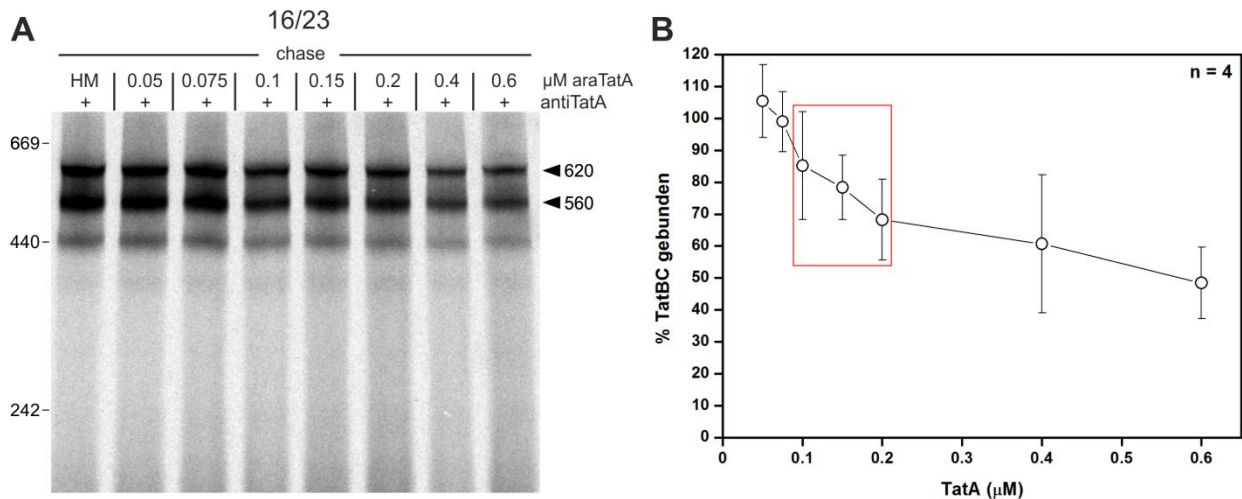 A
16/23
chase
HM 0.05 0.075 0.1 0.15 0.2 0.4 0.6 µM araTatA
+ + + + + + + + antiTatA
669
620
560
440
242
B
n = 4
% TatBC gebunden
120
110
100
90
80
70
60
50
40
30
20
10
0
0 0.1 0.2 0.3 0.4 0.5 0.6
TatA (µM)